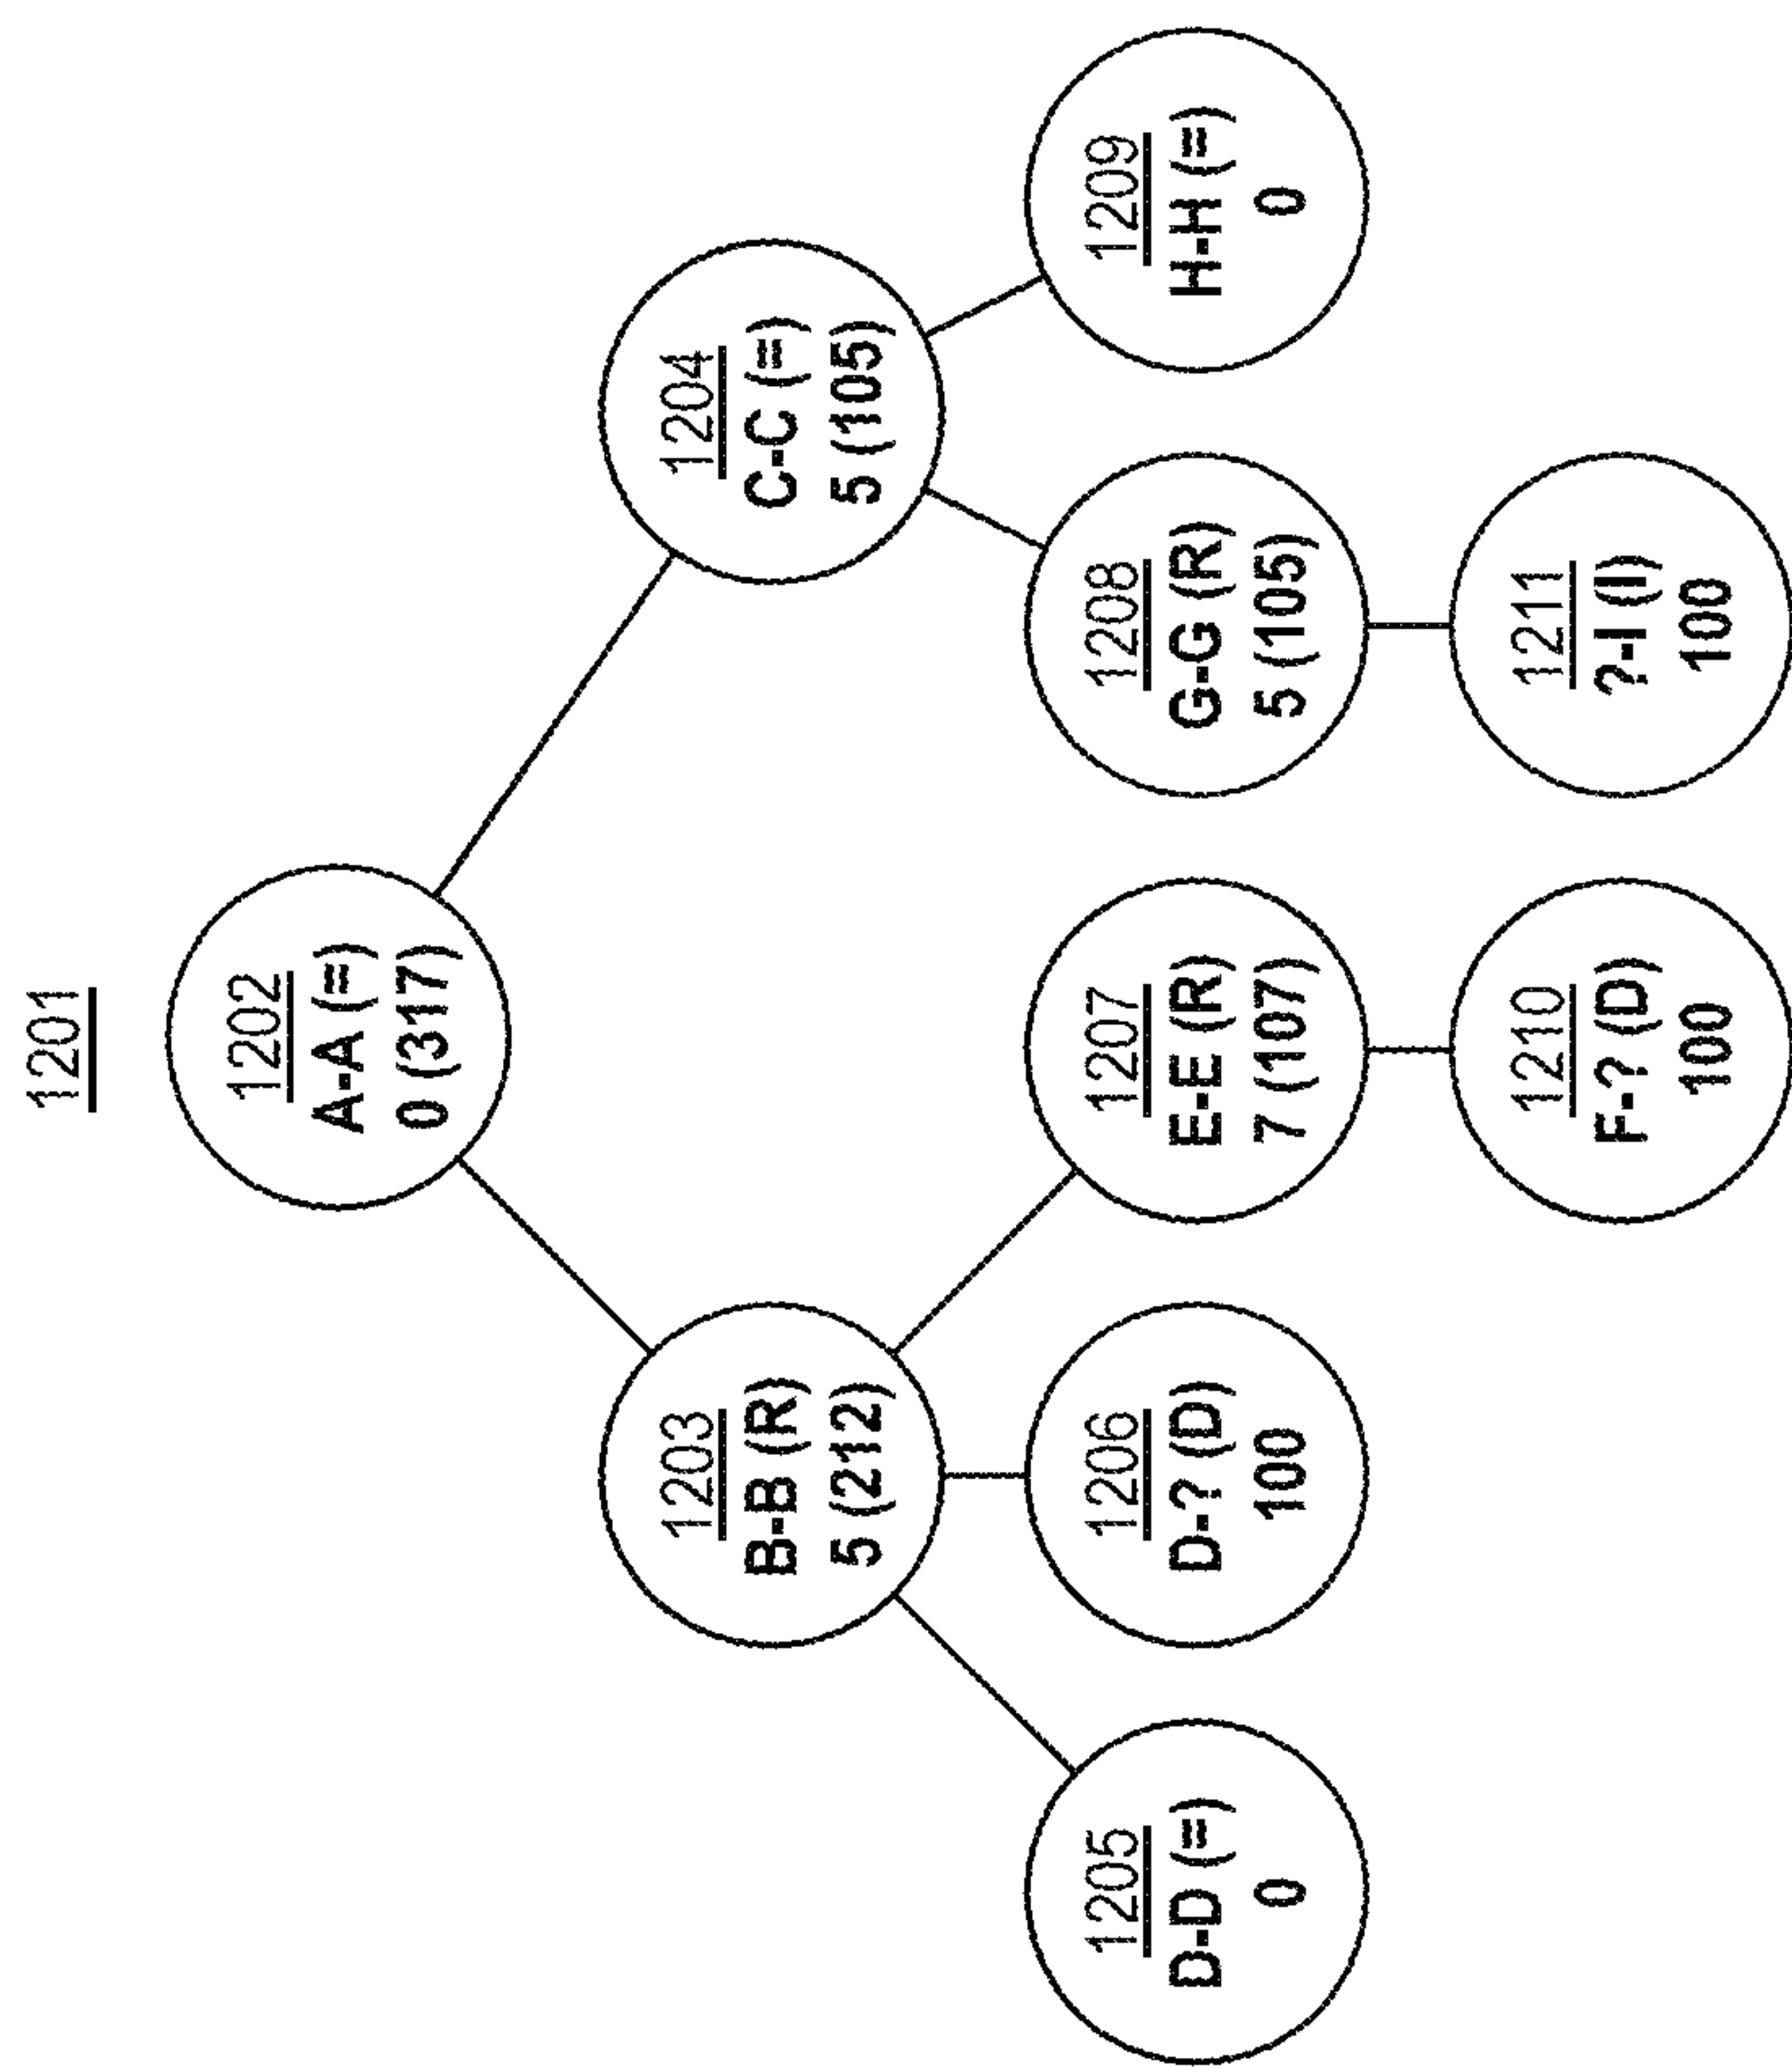 1201
1202
A-A (=)
0 (317)
1203
B-B (R)
5 (212)
1204
C-C (=)
5 (105)
1205
D-D (=)
0
1206
D-? (D)
100
1207
E-E (R)
7 (107)
1208
G-G (R)
5 (105)
1209
H-H (=)
0
1210
F-? (D)
100
1211
?-I (I)
100